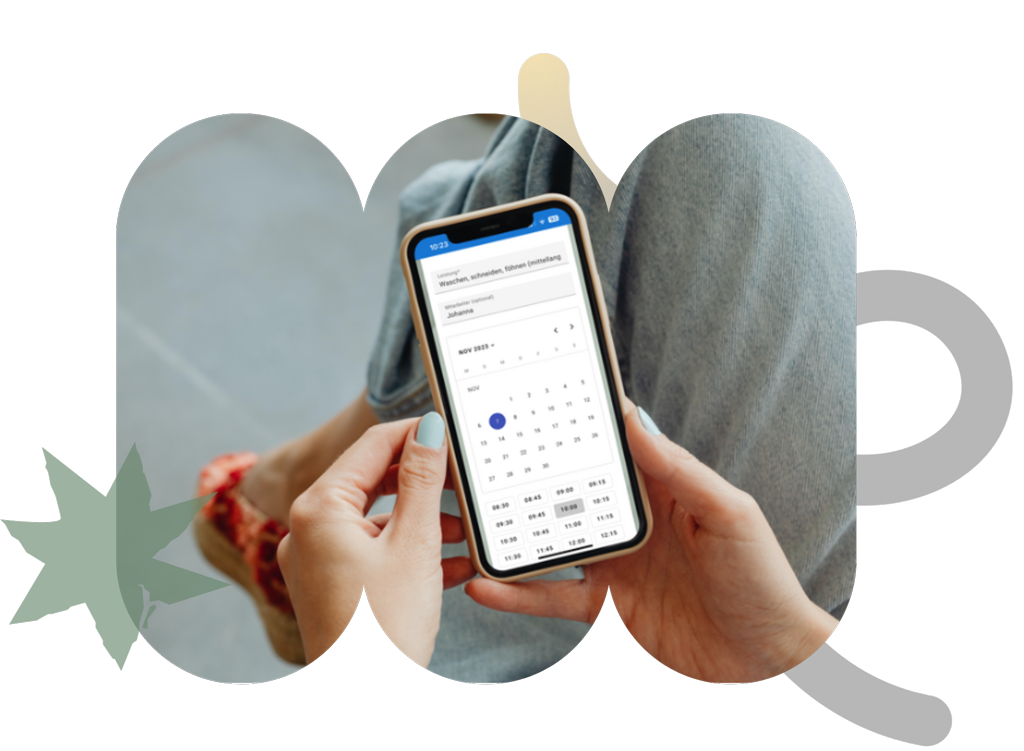 10:23
Leistung*
Waschen, schneiden, föhnen (mittellang
Mitarbeiter (optional)
Johanna
NOV 2023
M D M D F S S
NOV
1 2 3 4 5
6 7 8 9 10 11 12
13 14 15 16 17 18 19
20 21 22 23 24 25 26
27 28 29 30
08:30 08:45 09:00 09:15
09:30 09:45 10:00 10:15
10:30 10:45 11:00 11:15
11:30 11:45 12:00 12:15